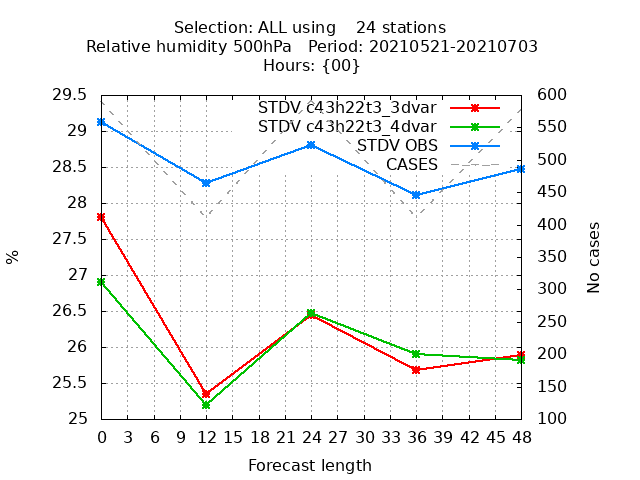 Selection: ALL using    24 stations
Relative humidity 500hPa   Period: 20210521-20210703
Hours: {00}
STDV c43h22t3_3dvar
STDV c43h22t3_4dvar
STDV OBS
CASES
29.5
29
28.5
28
27.5
27
26.5
26
25.5
25
%
600
550
500
450
400
350
300
250
200
150
100
No cases
0 3 6 9 12 15 18 21 24 27 30 33 36 39 42 45 48
Forecast length